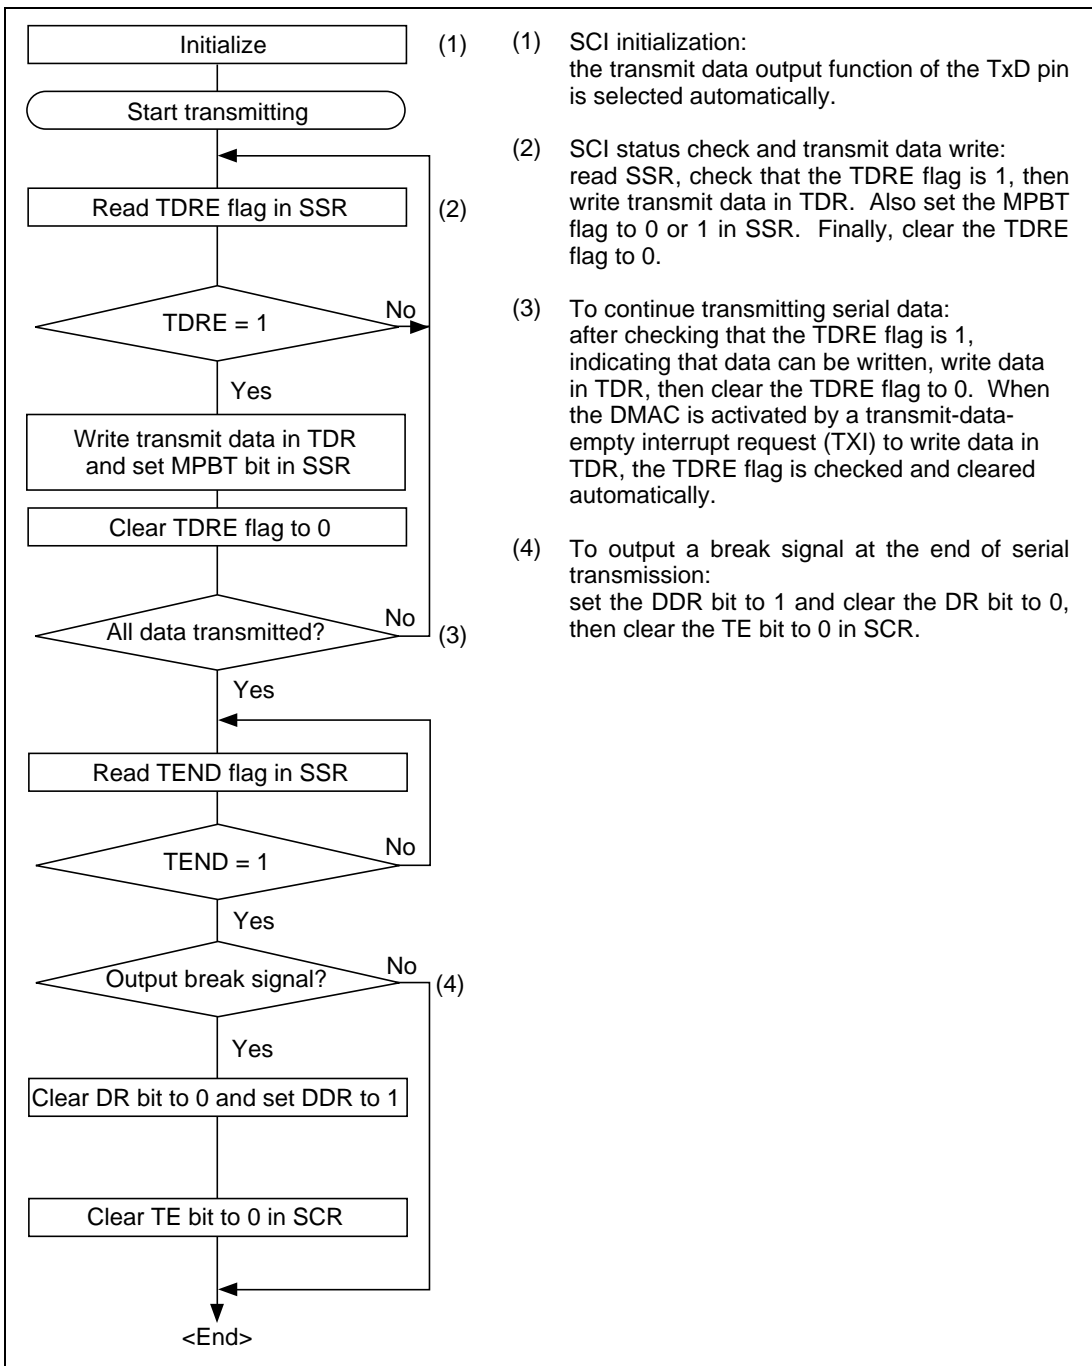 Initialize
(1)
Start transmitting
Read TDRE flag in SSR
(2)
TDRE = 1
No
Yes
Write transmit data in TDR
and set MPBT bit in SSR
Clear TDRE flag to 0
All data transmitted?
No
(3)
Yes
Read TEND flag in SSR
TEND = 1
No
Yes
Output break signal?
No
(4)
Yes
Clear DR bit to 0 and set DDR to 1
Clear TE bit to 0 in SCR
<End>
(1) SCI initialization:
the transmit data output function of the TxD pin
is selected automatically.
(2) SCI status check and transmit data write:
read SSR, check that the TDRE flag is 1, then
write transmit data in TDR. Also set the MPBT
flag to 0 or 1 in SSR. Finally, clear the TDRE
flag to 0.
(3) To continue transmitting serial data:
after checking that the TDRE flag is 1,
indicating that data can be written, write data
in TDR, then clear the TDRE flag to 0. When
the DMAC is activated by a transmit-data-
empty interrupt request (TXI) to write data in
TDR, the TDRE flag is checked and cleared
automatically.
(4) To output a break signal at the end of serial
transmission:
set the DDR bit to 1 and clear the DR bit to 0,
then clear the TE bit to 0 in SCR.